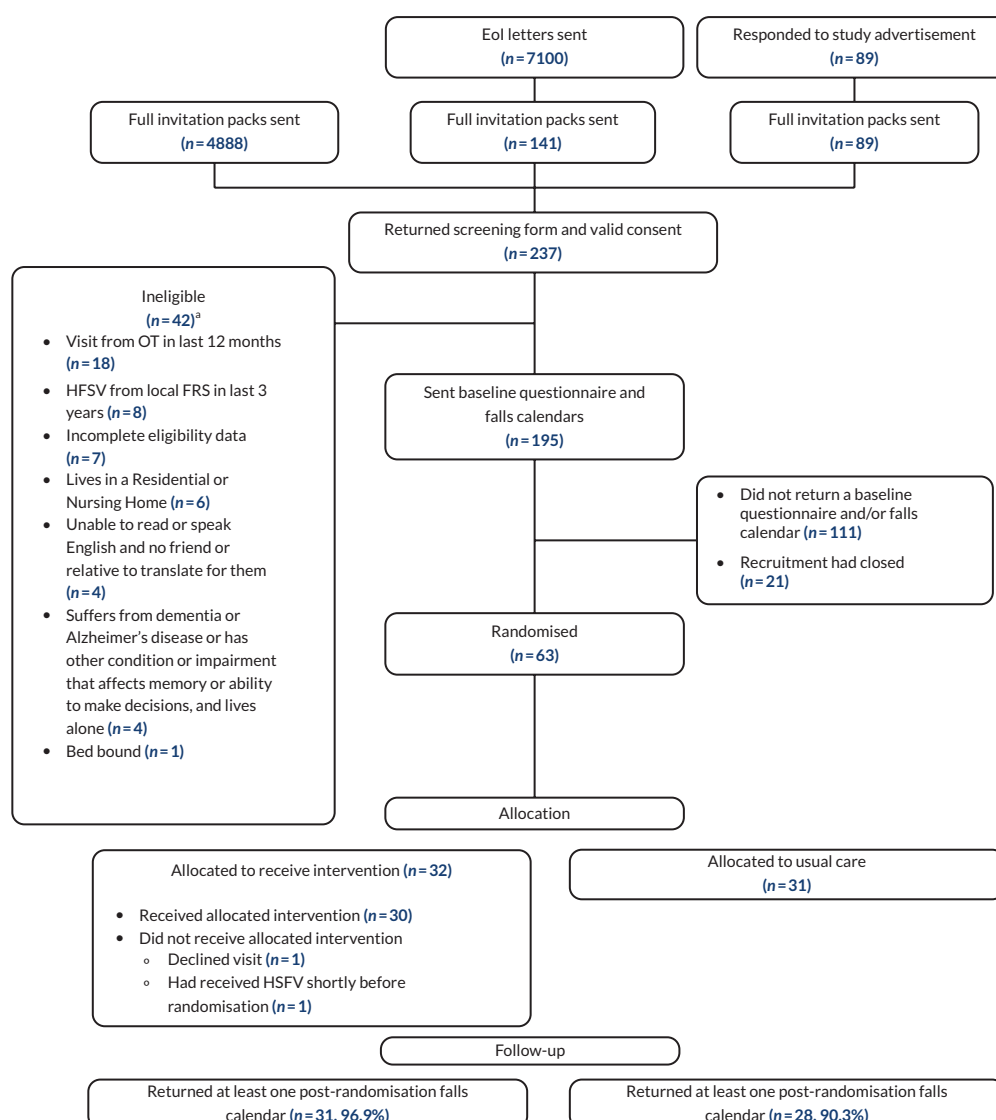 EoI letters sent
(n=7100)
Responded to study advertisement
(n=89)
Full invitation packs sent
(n=4888)
Full invitation packs sent
(n=141)
Full invitation packs sent
(n=89)
Returned screening form and valid consent
(n=237)
Ineligible
(n=42)a
• Visit from OT in last 12 months
(n=18)
• HFSV from local FRS in last 3
years (n=8)
• Incomplete eligibility data
(n=7)
• Lives in a Residential or
Nursing Home (n=6)
• Unable to read or speak
English and no friend or
relative to translate for them
(n=4)
• Suffers from dementia or
Alzheimer’s disease or has
other condition or impairment
that affects memory or ability
to make decisions, and lives
alone (n=4)
• Bed bound (n=1)
Sent baseline questionnaire and
falls calendars
(n=195)
• Did not return a baseline
questionnaire and/or falls
calendar (n=111)
• Recruitment had closed
(n=21)
Randomised
(n=63)
Allocation
Allocated to receive intervention (n=32)
• Received allocated intervention (n=30)
• Did not receive allocated intervention
◦ Declined visit (n=1)
◦ Had received HSFV shortly before
randomisation (n=1)
Allocated to usual care
(n=31)
Follow-up
Returned at least one post-randomisation falls
calendar (n=31, 96.9%)
Returned at least one post-randomisation falls
calendar (n=28, 90.3%)